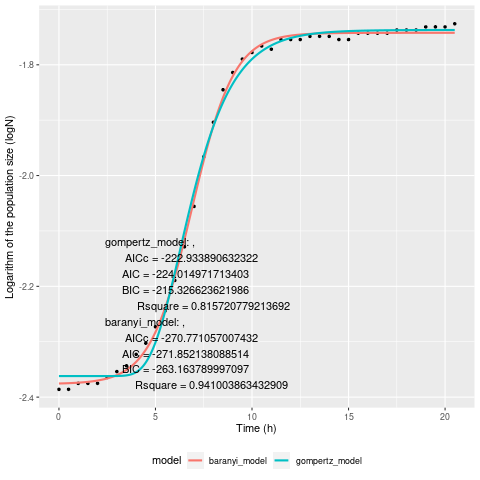 -1.8
-2.0
-2.2
-2.4
Logarithm of the population size (logN)
gompertz_model: ,
AICc = -222.933890632322
AIC = -224.014971713403
BIC = -215.326623621986
Rsquare = 0.815720779213692
baranyi_model: ,
AICc = -270.771057007432
AIC = -271.852138088514
BIC = -263.163789997097
Rsquare = 0.941003863432909
0 5 10 15 20
Time (h)
model baranyi_model gompertz_model